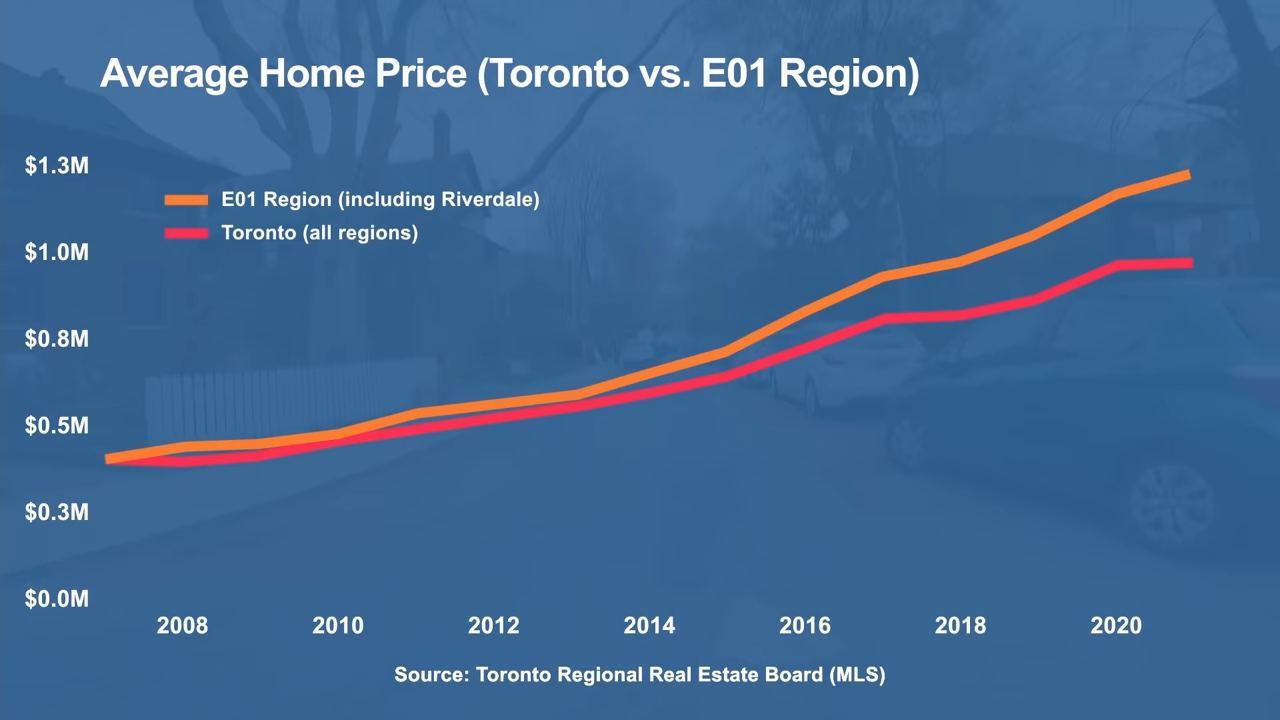 Average Home Price (Toronto vs. E01 Region)
$1.3M
E01 Region (including Riverdale)
Toronto (all regions)
$1.0M
$0.8M
$0.5M
$0.3M
$0.0M
2008 2010 2012 2014 2016 2018 2020
Source: Toronto Regional Real Estate Board (MLS)